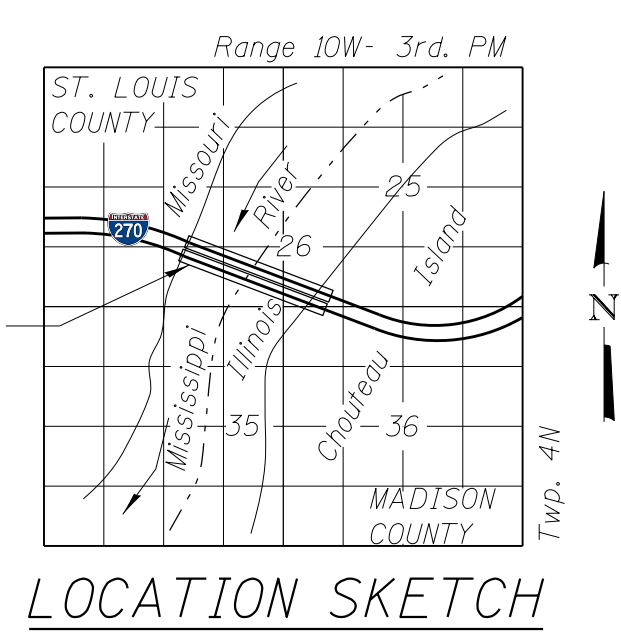 Range 10W- 3rd. PM
ST. LOUIS
COUNTY
Missouri
River
25
INTERSTATE
270
26
Island
N
Illinois
Mississippi
Chouteau
35
36
MADISON
COUNTY
Twp. 4N
LOCATION SKETCH